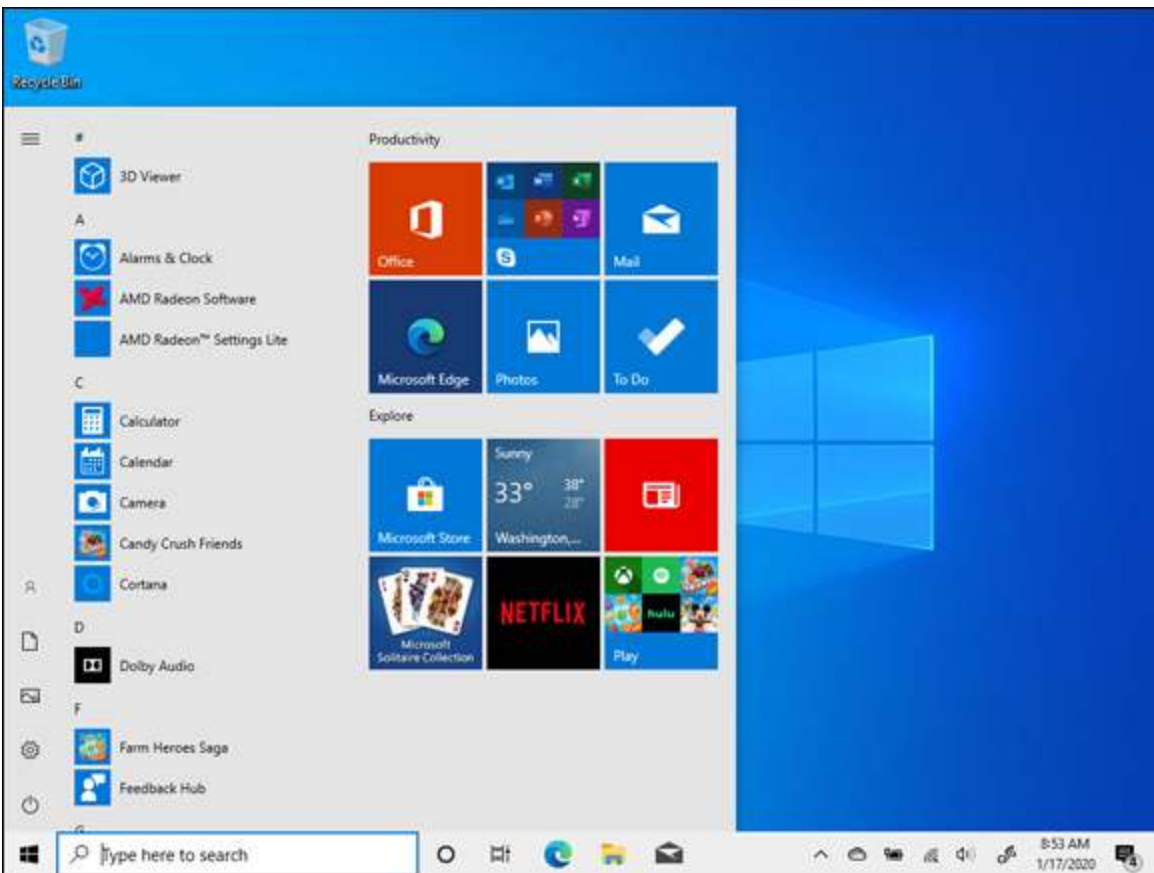 Recycle Bin
#
3D Viewer
A
Alarms & Clock
AMD Radeon Software
AMD Radeon™ Settings Lite
C
Calculator
Calendar
Camera
Candy Crush Friends
Cortana
D
Dolby Audio
F
Farm Heroes Saga
Feedback Hub
G
Productivity
Office
Mail
Microsoft Edge
Photos
To Do
Explore
Microsoft Store
Sunny
33° 38°
28°
Washington,...
Microsoft
Solitaire Collection
NETFLIX
hulu
Play
Type here to search
8:53 AM
1/17/2020
4